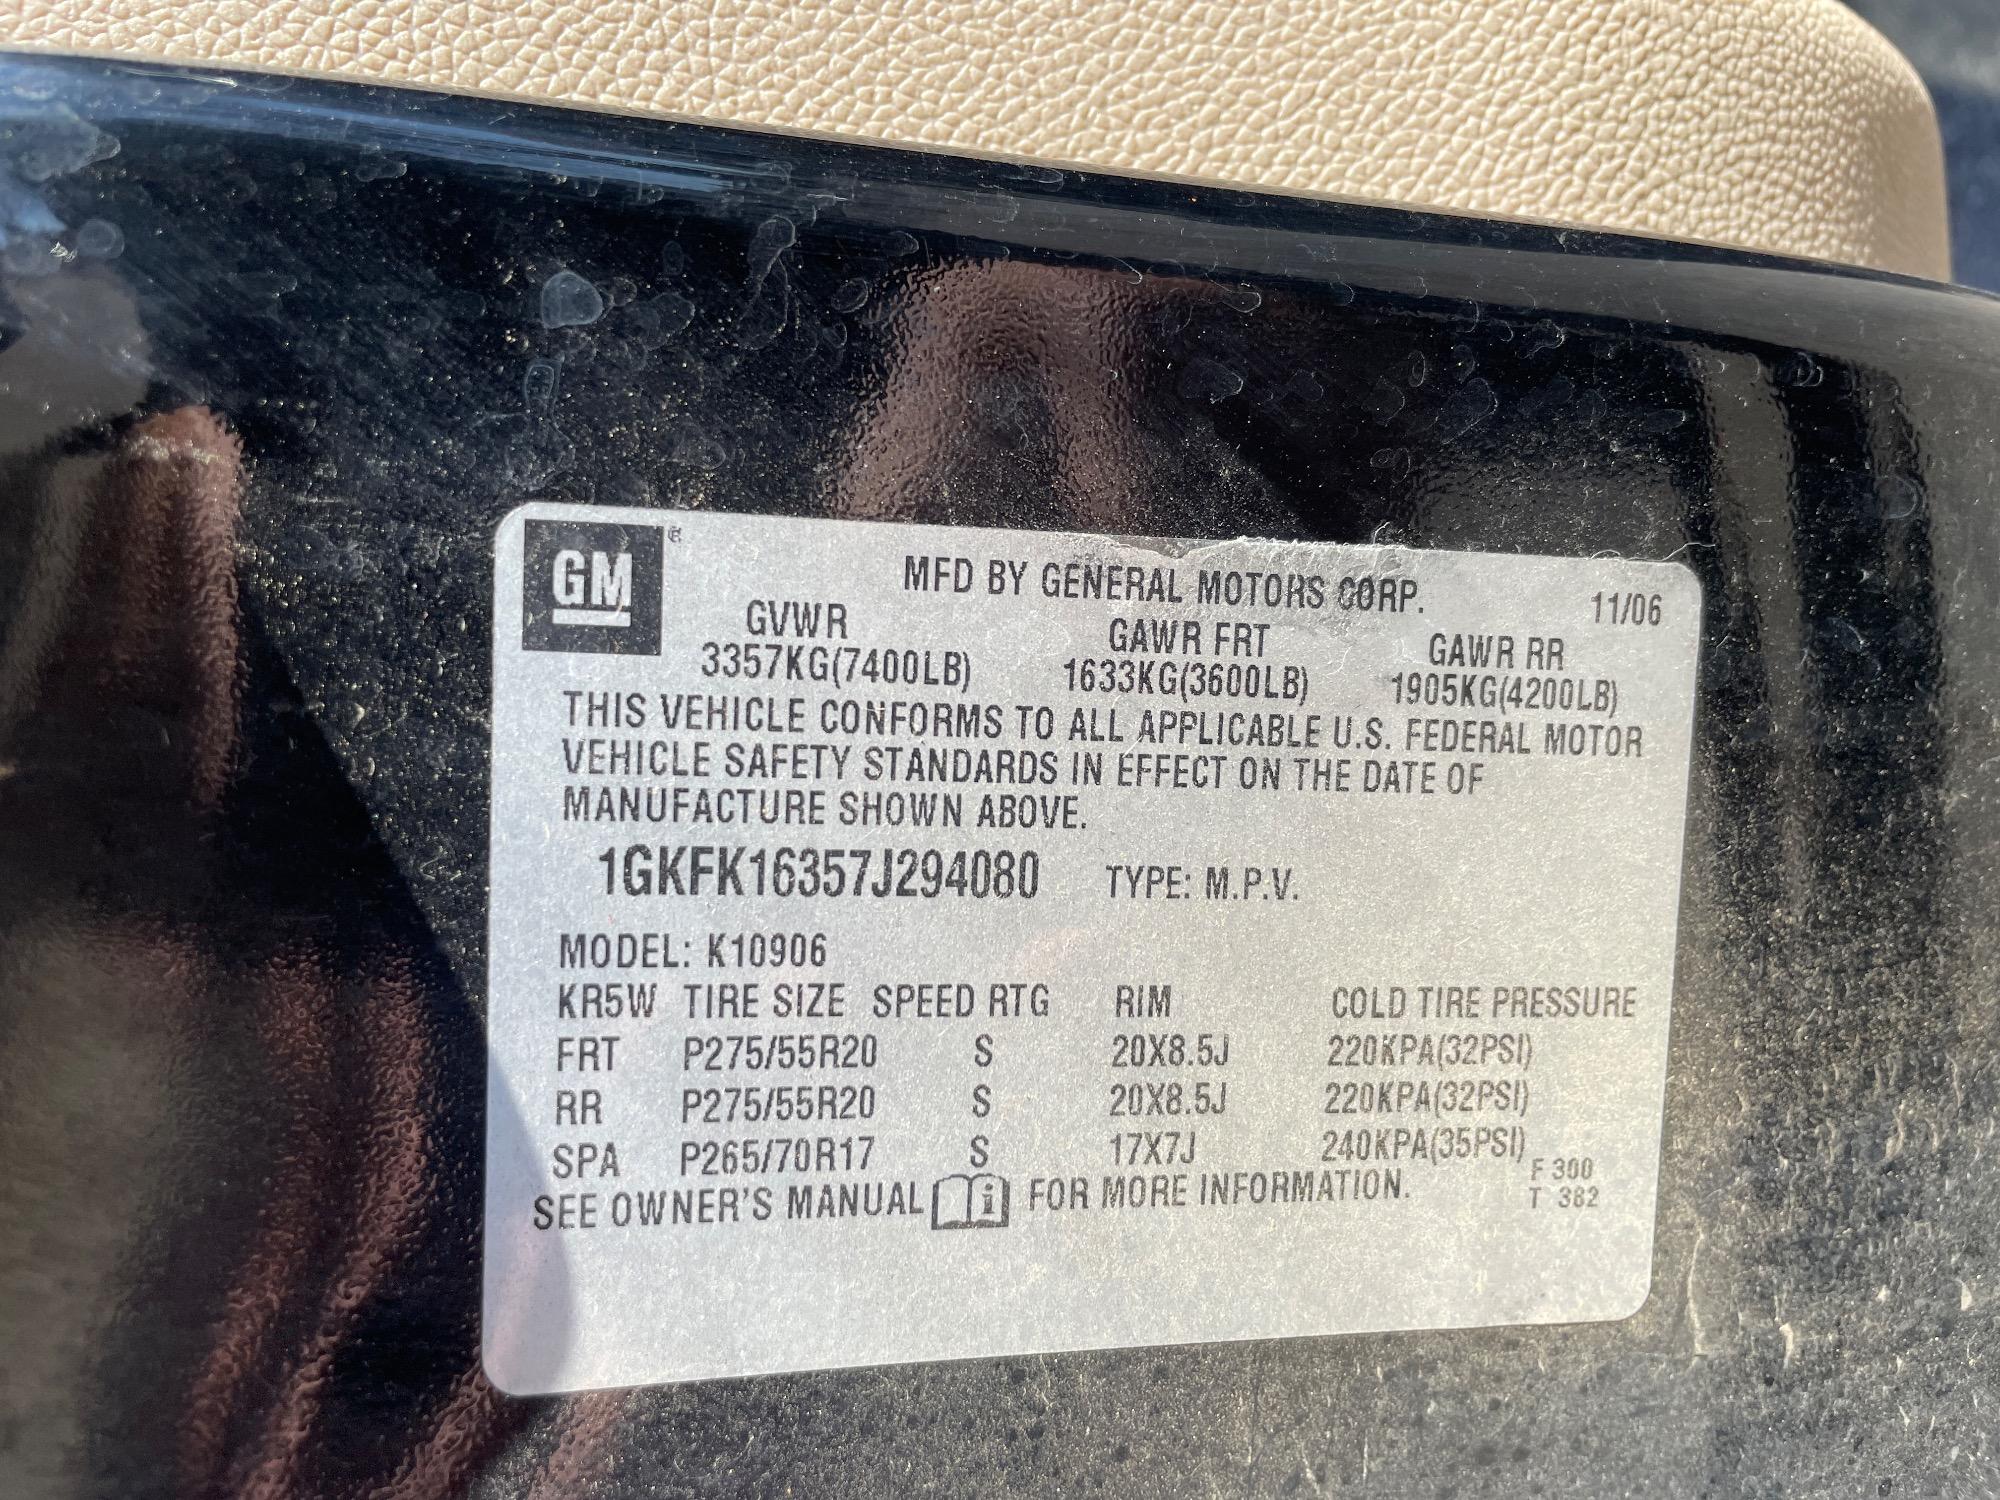 GM
MFD BY GENERAL MOTORS CORP.
11/06
GVWR GAWR FRT GAWR RR
3357KG(7400LB) 1633KG(3600LB) 1905KG(4200LB)
THIS VEHICLE CONFORMS TO ALL APPLICABLE U.S. FEDERAL MOTOR
VEHICLE SAFETY STANDARDS IN EFFECT ON THE DATE OF
MANUFACTURE SHOWN ABOVE.
1GKFK16357J294080 TYPE: M.P.V.
MODEL: K10906
KR5W TIRE SIZE SPEED RTG RIM COLD TIRE PRESSURE
FRT P275/55R20 S 20X8.5J 220KPA(32PSI)
RR P275/55R20 S 20X8.5J 220KPA(32PSI)
SPA P265/70R17 S 17X7J 240KPA(35PSI)
SEE OWNER'S MANUAL i FOR MORE INFORMATION.
F 300
T 382